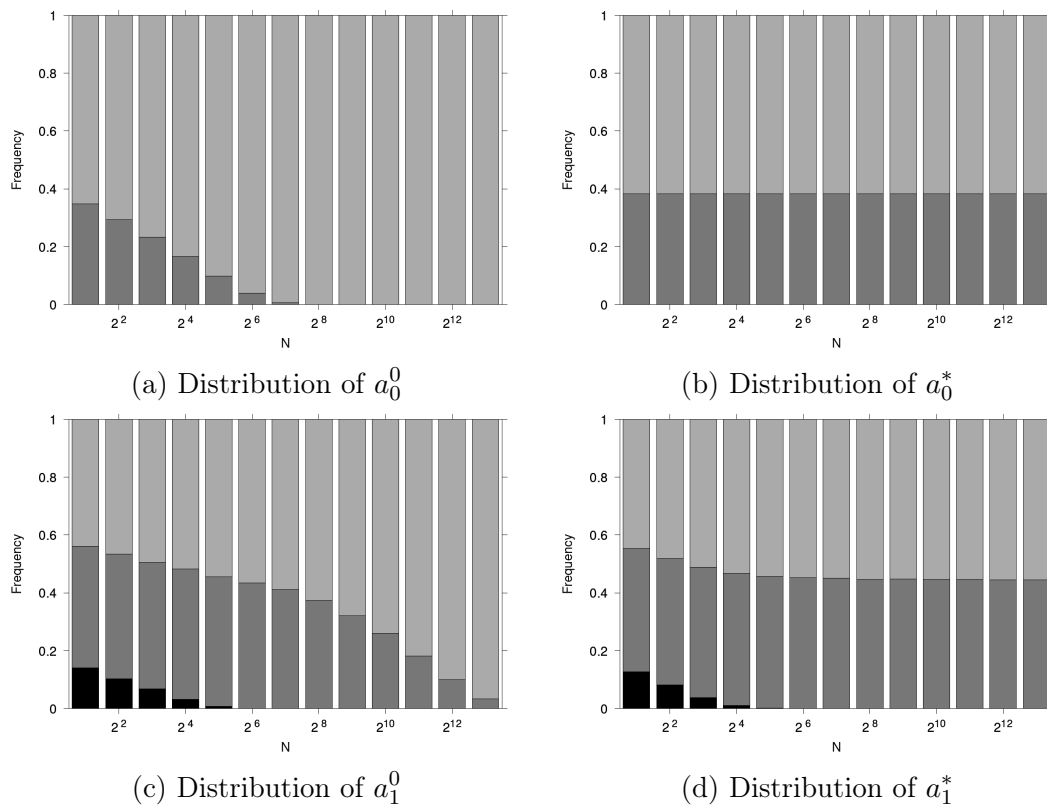 1
0.8
0.6
0.4
0.2
0
Frequency
2^2 2^4 2^6 2^8 2^10 2^12
N
(a) Distribution of a_0^0
1
0.8
0.6
0.4
0.2
0
Frequency
2^2 2^4 2^6 2^8 2^10 2^12
N
(b) Distribution of a_0^*
1
0.8
0.6
0.4
0.2
0
Frequency
2^2 2^4 2^6 2^8 2^10 2^12
N
(c) Distribution of a_1^0
1
0.8
0.6
0.4
0.2
0
Frequency
2^2 2^4 2^6 2^8 2^10 2^12
N
(d) Distribution of a_1^*